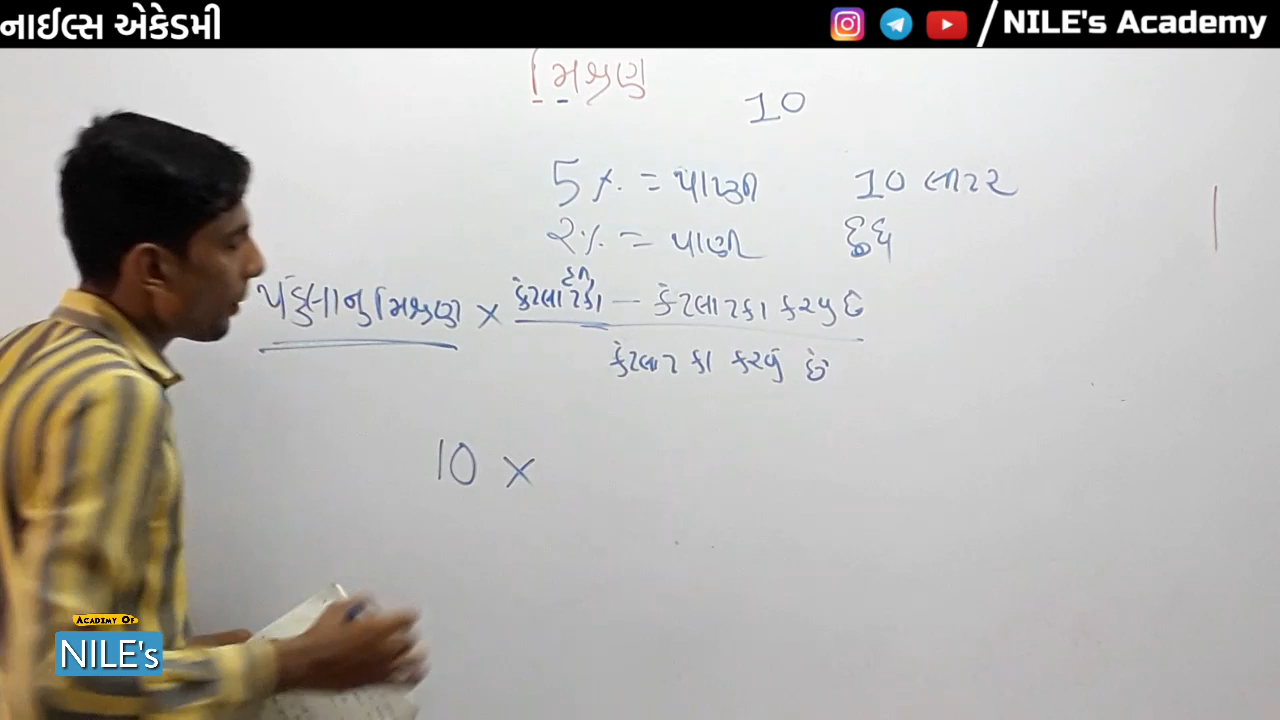 નાઈલ્સ એકેડમી
/ NILE's Academy
મિશ્રણ
10
5 % = પાણી 10 લીટર
૨% = પાણી દુધ
હતા
પહેલાનુ મિશ્રણ × કેટલા ટકા — કેટલા ટકા કરવુ છે
કેટલા ટકા કરવું છે
10 ×
ACADEMY OF
NILE's